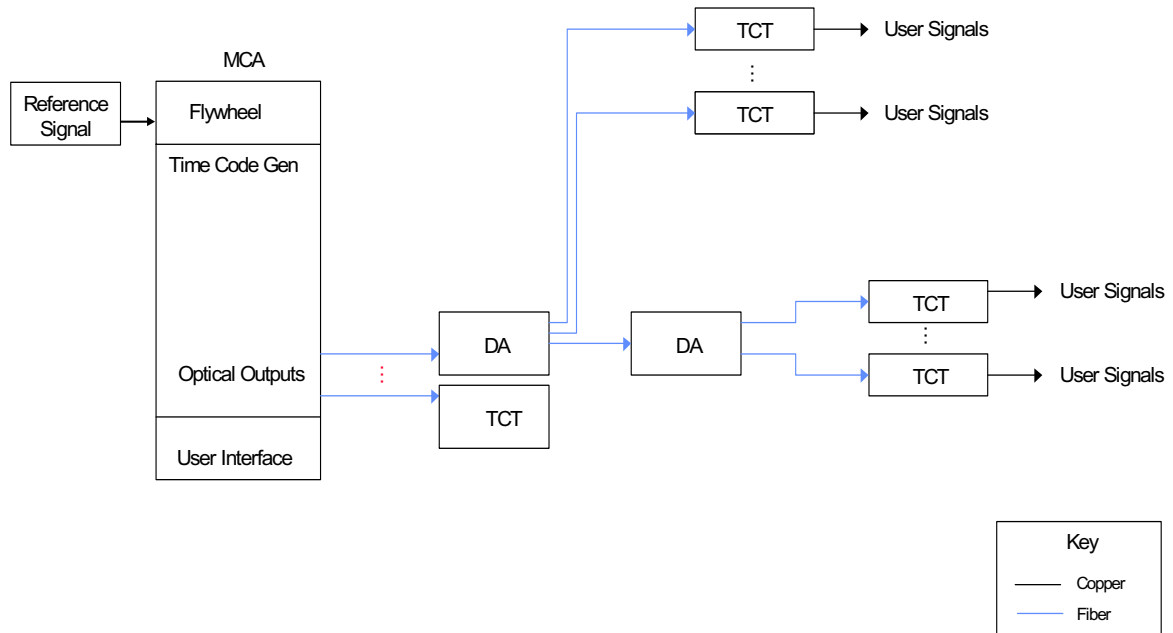 TCT
User Signals
MCA
Reference
Signal
Flywheel
TCT
User Signals
Time Code Gen
TCT
User Signals
DA
DA
Optical Outputs
TCT
User Signals
TCT
User Interface
Key
Copper
Fiber